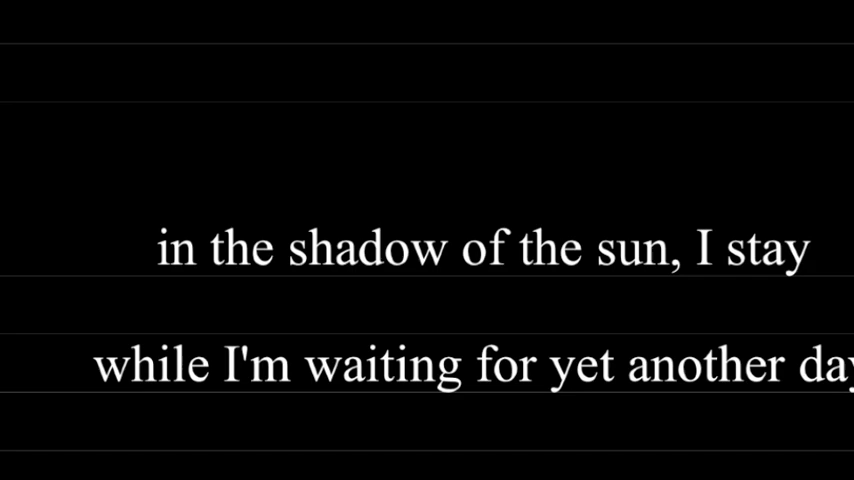 in the shadow of the sun, I stay
while I'm waiting for yet another day